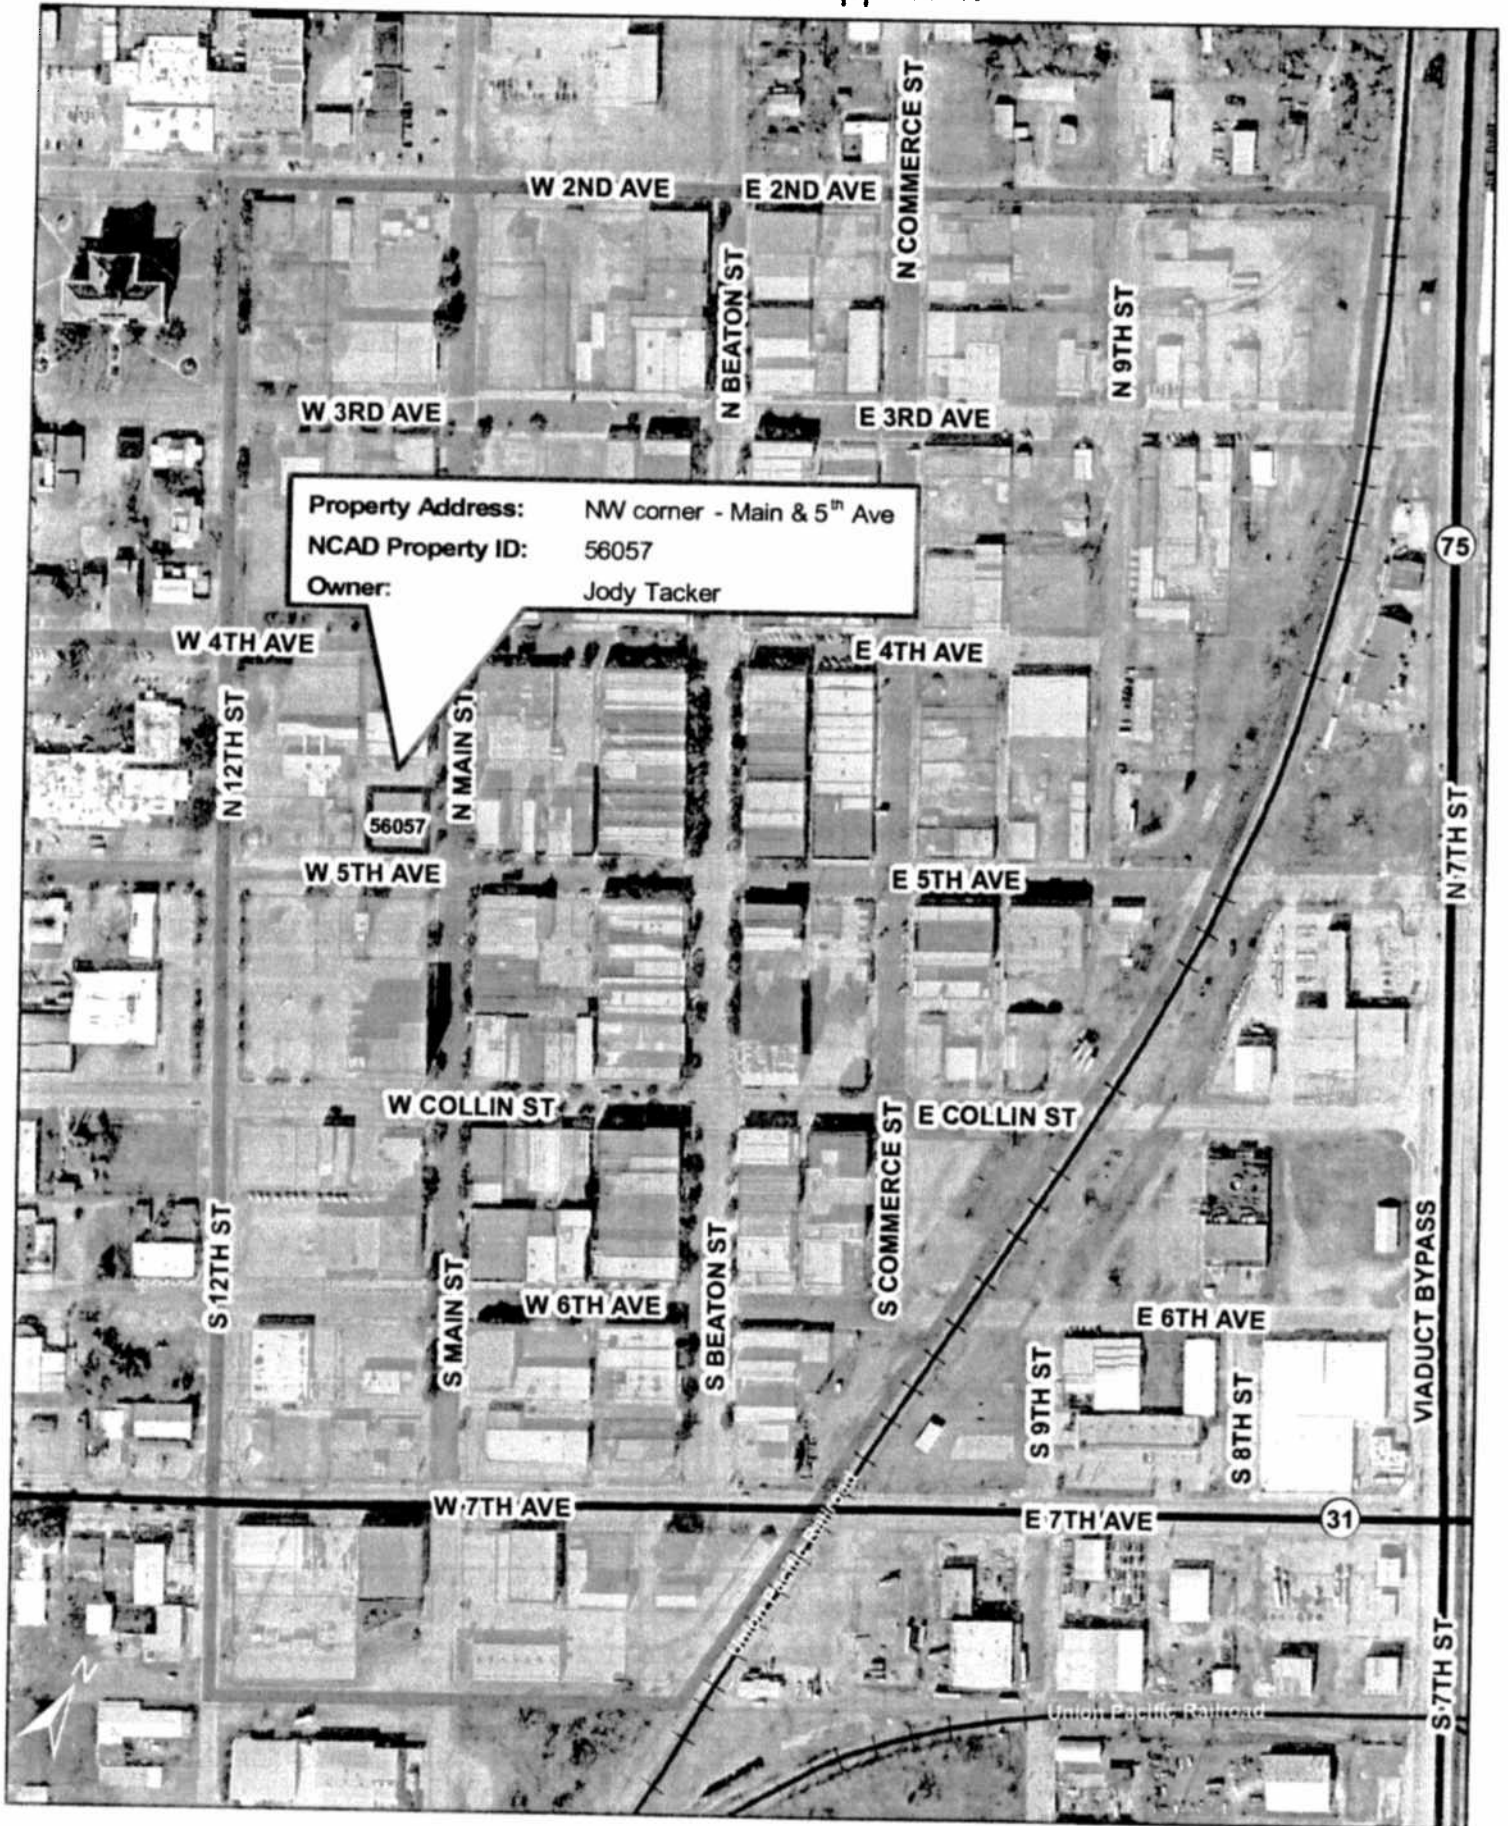 N COMMERCE ST
W 2ND AVE
E 2ND AVE
N BEATON ST
N 9TH ST
W 3RD AVE
E 3RD AVE
Property Address: NW corner - Main & 5th Ave
NCAD Property ID: 56057
Owner: Jody Tacker
75
W 4TH AVE
E 4TH AVE
N 12TH ST
N MAIN ST
56057
N 7TH ST
W 5TH AVE
E 5TH AVE
W COLLIN ST
E COLLIN ST
S COMMERCE ST
S 12TH ST
S MAIN ST
W 6TH AVE
S BEATON ST
E 6TH AVE
VIADUCT BYPASS
S 9TH ST
S 8TH ST
W 7TH AVE
E 7TH AVE
31
Union Pacific Railroad
S 7TH ST
N
Union Pacific Railroad